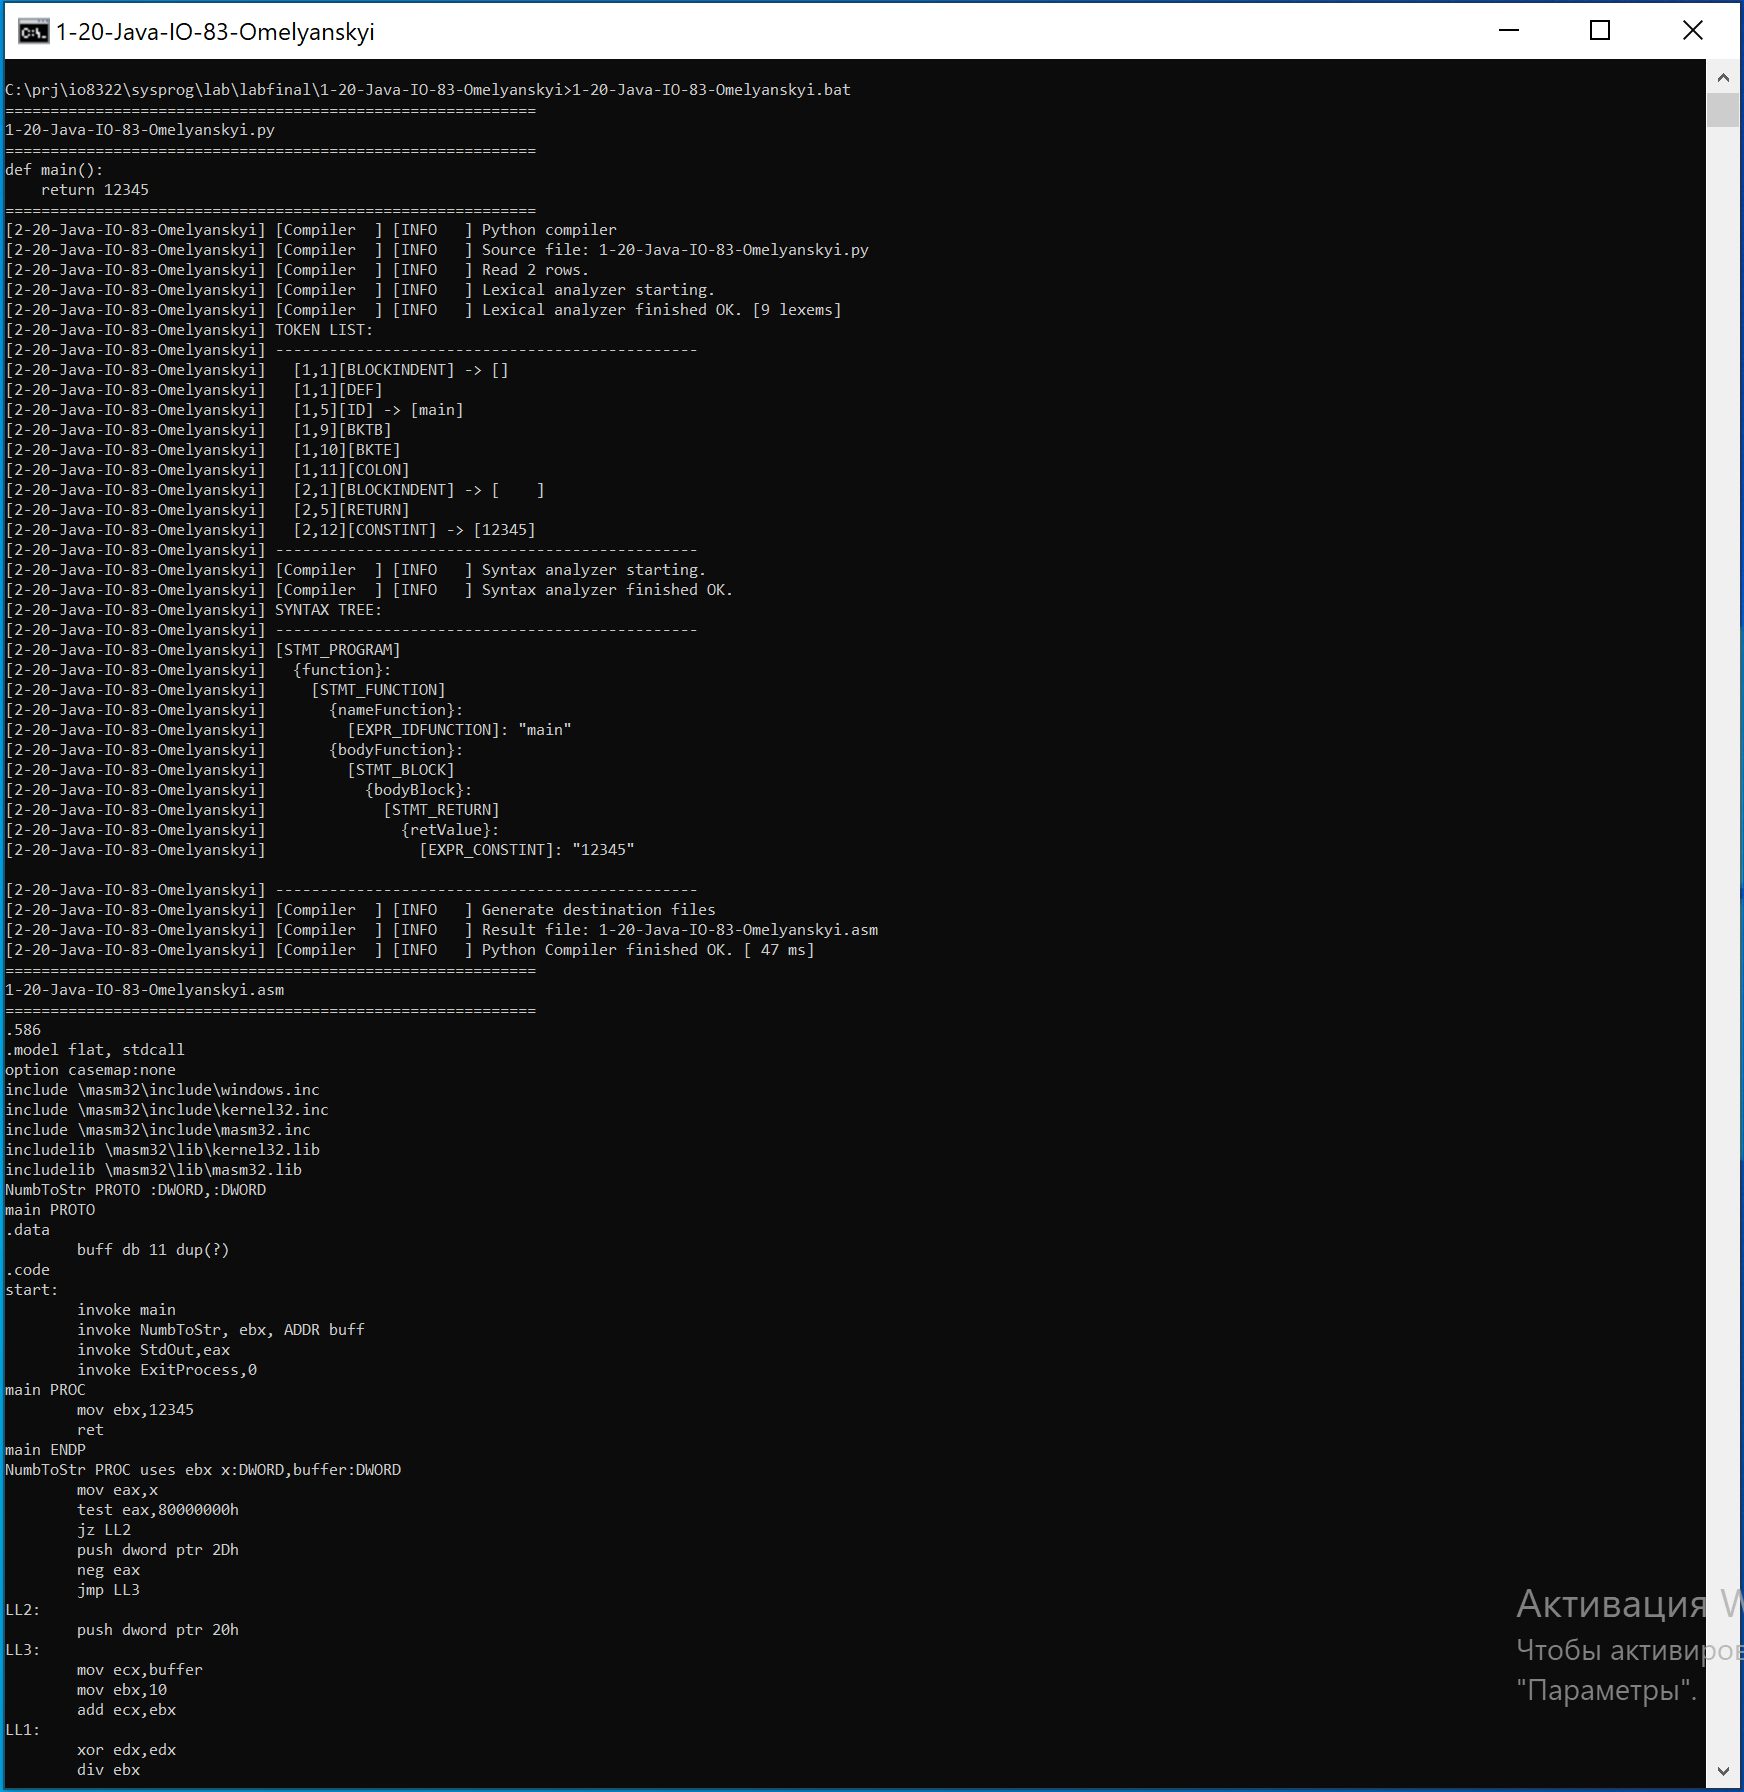 1-20-Java-IO-83-Omelyanskyi
C:\prj\io8322\sysprog\lab\labfinal\1-20-Java-IO-83-Omelyanskyi>1-20-Java-IO-83-Omelyanskyi.bat
===========================================================
1-20-Java-IO-83-Omelyanskyi.py
===========================================================
def main():
    return 12345
===========================================================
[2-20-Java-IO-83-Omelyanskyi] [Compiler  ] [INFO   ] Python compiler
[2-20-Java-IO-83-Omelyanskyi] [Compiler  ] [INFO   ] Source file: 1-20-Java-IO-83-Omelyanskyi.py
[2-20-Java-IO-83-Omelyanskyi] [Compiler  ] [INFO   ] Read 2 rows.
[2-20-Java-IO-83-Omelyanskyi] [Compiler  ] [INFO   ] Lexical analyzer starting.
[2-20-Java-IO-83-Omelyanskyi] [Compiler  ] [INFO   ] Lexical analyzer finished OK. [9 lexems]
[2-20-Java-IO-83-Omelyanskyi] TOKEN LIST:
[2-20-Java-IO-83-Omelyanskyi] -----------------------------------------------
[2-20-Java-IO-83-Omelyanskyi]   [1,1][BLOCKINDENT] -> []
[2-20-Java-IO-83-Omelyanskyi]   [1,1][DEF]
[2-20-Java-IO-83-Omelyanskyi]   [1,5][ID] -> [main]
[2-20-Java-IO-83-Omelyanskyi]   [1,9][BKTB]
[2-20-Java-IO-83-Omelyanskyi]   [1,10][BKTE]
[2-20-Java-IO-83-Omelyanskyi]   [1,11][COLON]
[2-20-Java-IO-83-Omelyanskyi]   [2,1][BLOCKINDENT] -> [    ]
[2-20-Java-IO-83-Omelyanskyi]   [2,5][RETURN]
[2-20-Java-IO-83-Omelyanskyi]   [2,12][CONSTINT] -> [12345]
[2-20-Java-IO-83-Omelyanskyi] -----------------------------------------------
[2-20-Java-IO-83-Omelyanskyi] [Compiler  ] [INFO   ] Syntax analyzer starting.
[2-20-Java-IO-83-Omelyanskyi] [Compiler  ] [INFO   ] Syntax analyzer finished OK.
[2-20-Java-IO-83-Omelyanskyi] SYNTAX TREE:
[2-20-Java-IO-83-Omelyanskyi] -----------------------------------------------
[2-20-Java-IO-83-Omelyanskyi] [STMT_PROGRAM]
[2-20-Java-IO-83-Omelyanskyi]   {function}:
[2-20-Java-IO-83-Omelyanskyi]     [STMT_FUNCTION]
[2-20-Java-IO-83-Omelyanskyi]       {nameFunction}:
[2-20-Java-IO-83-Omelyanskyi]         [EXPR_IDFUNCTION]: "main"
[2-20-Java-IO-83-Omelyanskyi]       {bodyFunction}:
[2-20-Java-IO-83-Omelyanskyi]         [STMT_BLOCK]
[2-20-Java-IO-83-Omelyanskyi]           {bodyBlock}:
[2-20-Java-IO-83-Omelyanskyi]             [STMT_RETURN]
[2-20-Java-IO-83-Omelyanskyi]               {retValue}:
[2-20-Java-IO-83-Omelyanskyi]                 [EXPR_CONSTINT]: "12345"
[2-20-Java-IO-83-Omelyanskyi] -----------------------------------------------
[2-20-Java-IO-83-Omelyanskyi] [Compiler  ] [INFO   ] Generate destination files
[2-20-Java-IO-83-Omelyanskyi] [Compiler  ] [INFO   ] Result file: 1-20-Java-IO-83-Omelyanskyi.asm
[2-20-Java-IO-83-Omelyanskyi] [Compiler  ] [INFO   ] Python Compiler finished OK. [ 47 ms]
===========================================================
1-20-Java-IO-83-Omelyanskyi.asm
===========================================================
.586
.model flat, stdcall
option casemap:none
include \masm32\include\windows.inc
include \masm32\include\kernel32.inc
include \masm32\include\masm32.inc
includelib \masm32\lib\kernel32.lib
includelib \masm32\lib\masm32.lib
NumbToStr PROTO :DWORD,:DWORD
main PROTO
.data
        buff db 11 dup(?)
.code
start:
        invoke main
        invoke NumbToStr, ebx, ADDR buff
        invoke StdOut,eax
        invoke ExitProcess,0
main PROC
        mov ebx,12345
        ret
main ENDP
NumbToStr PROC uses ebx x:DWORD,buffer:DWORD
        mov eax,x
        test eax,80000000h
        jz LL2
        push dword ptr 2Dh
        neg eax
        jmp LL3
LL2:
        push dword ptr 20h
LL3:
        mov ecx,buffer
        mov ebx,10
        add ecx,ebx
LL1:
        xor edx,edx
        div ebx
Активация W
Чтобы активиров
"Параметры".